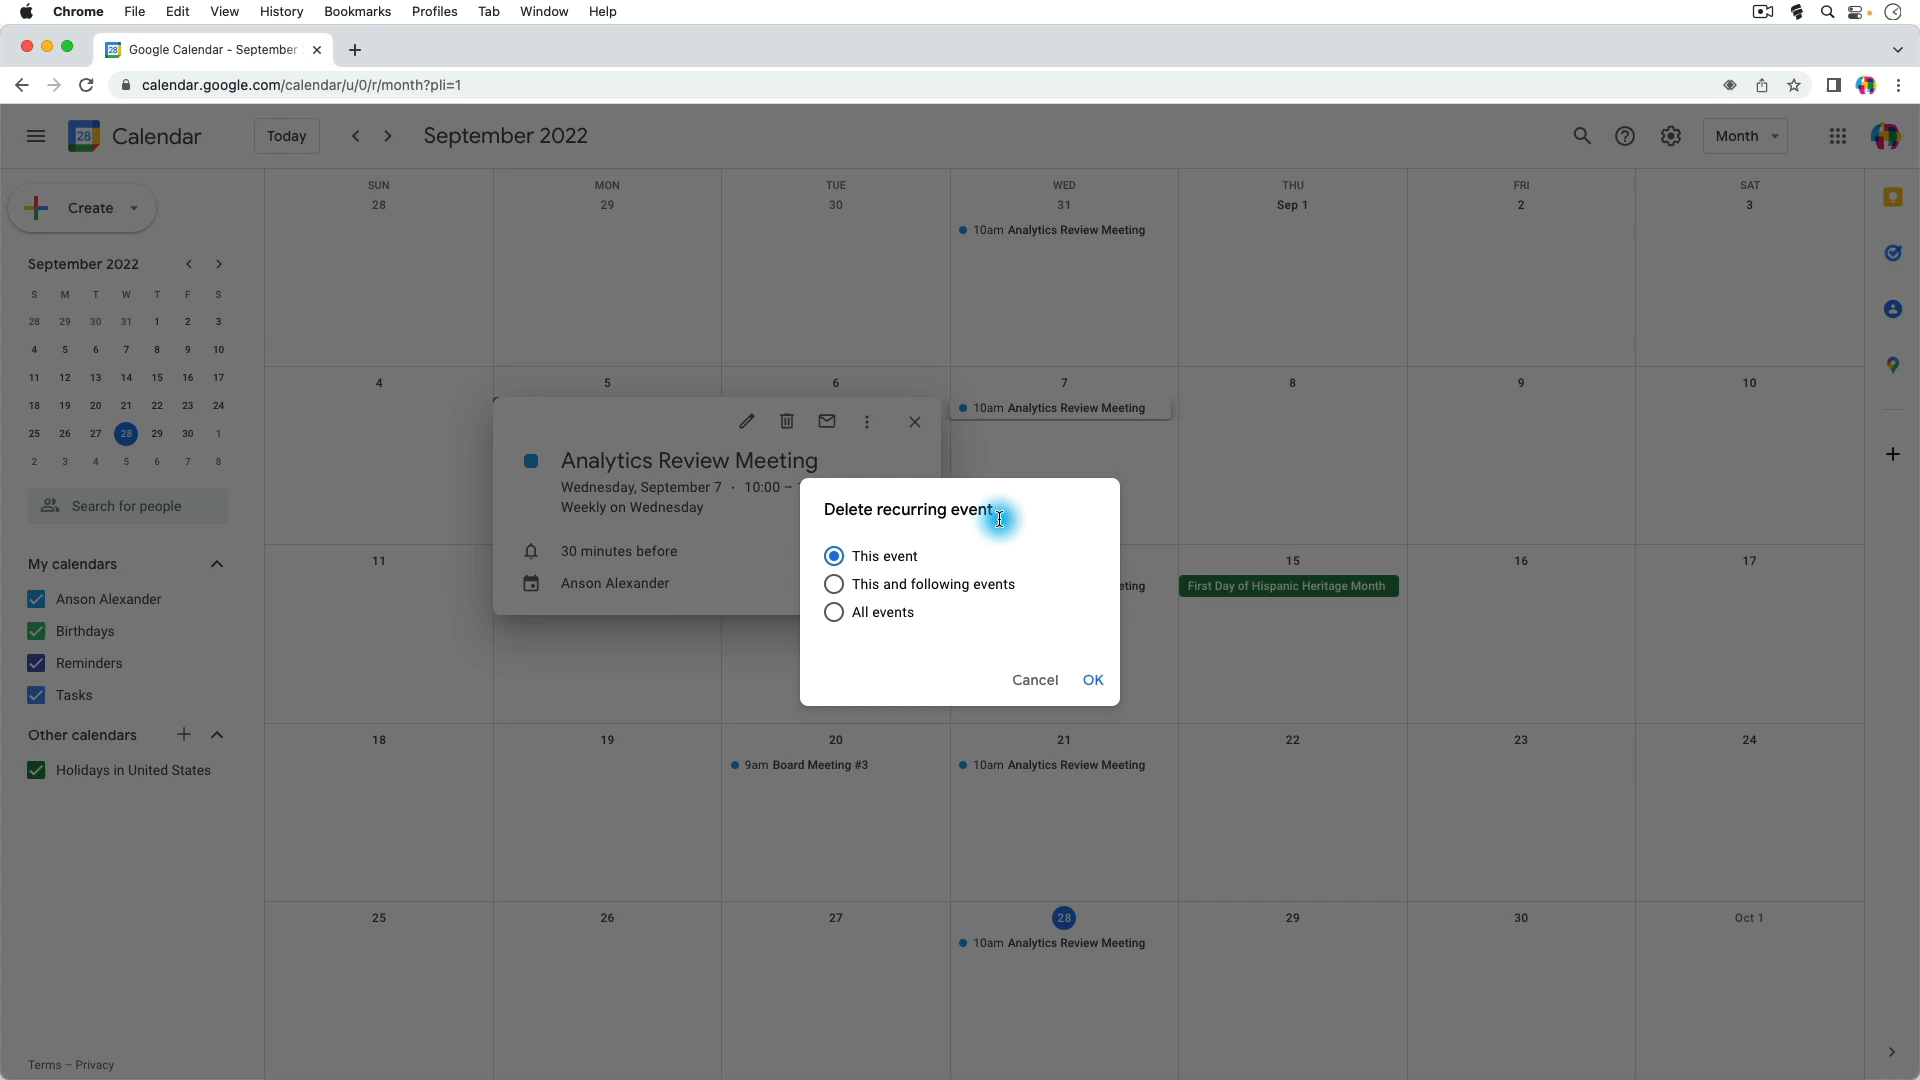 Chrome File Edit View History Bookmarks Profiles Tab Window Help
Google Calendar - September
calendar.google.com/calendar/u/0/r/month?pli=1
28 Calendar Today September 2022 Month
Create
September 2022
S M T W T F S
28 29 30 31 1 2 3
4 5 6 7 8 9 10
11 12 13 14 15 16 17
18 19 20 21 22 23 24
25 26 27 28 29 30 1
2 3 4 5 6 7 8
Search for people
My calendars
Anson Alexander
Birthdays
Reminders
Tasks
Other calendars
Holidays in United States
Terms – Privacy
SUN MON TUE WED THU FRI SAT
28 29 30 31 Sep 1 2 3
10am Analytics Review Meeting
4 5 6 7 8 9 10
10am Analytics Review Meeting
Analytics Review Meeting
Wednesday, September 7 · 10:00 –
Weekly on Wednesday
30 minutes before
Anson Alexander
Delete recurring event
This event
This and following events
All events
Cancel OK
11 15 16 17
eting First Day of Hispanic Heritage Month
18 19 20 21 22 23 24
9am Board Meeting #3 10am Analytics Review Meeting
25 26 27 28 29 30 Oct 1
10am Analytics Review Meeting